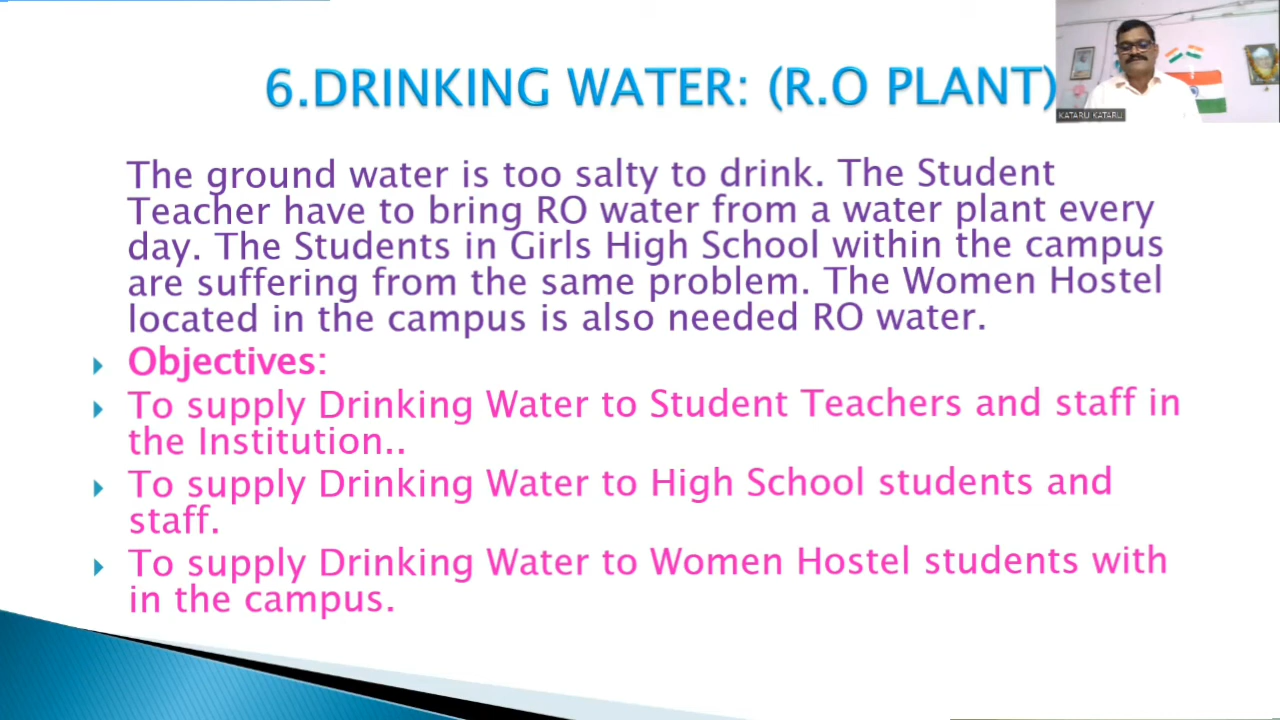 6.DRINKING WATER: (R.O PLANT)
KATARU KATARU
The ground water is too salty to drink. The Student
Teacher have to bring RO water from a water plant every
day. The Students in Girls High School within the campus
are suffering from the same problem. The Women Hostel
located in the campus is also needed RO water.
Objectives:
To supply Drinking Water to Student Teachers and staff in
the Institution..
To supply Drinking Water to High School students and
staff.
To supply Drinking Water to Women Hostel students with
in the campus.